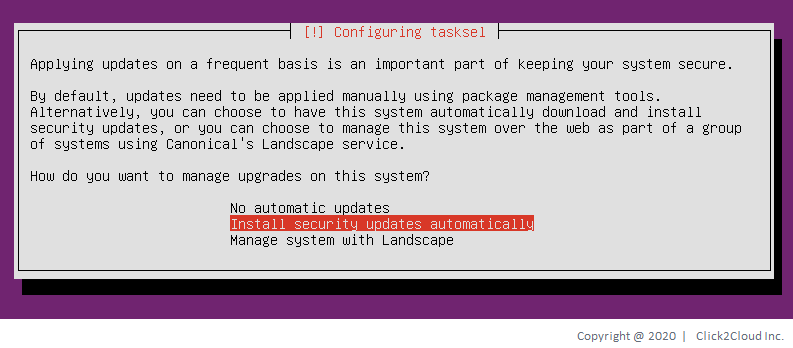 [!] Configuring tasksel
Applying updates on a frequent basis is an important part of keeping your system secure.
By default, updates need to be applied manually using package management tools.
Alternatively, you can choose to have this system automatically download and install
security updates, or you can choose to manage this system over the web as part of a group
of systems using Canonical's Landscape service.
How do you want to manage upgrades on this system?
No automatic updates
Install security updates automatically
Manage system with Landscape
Copyright @ 2020 | Click2Cloud Inc.